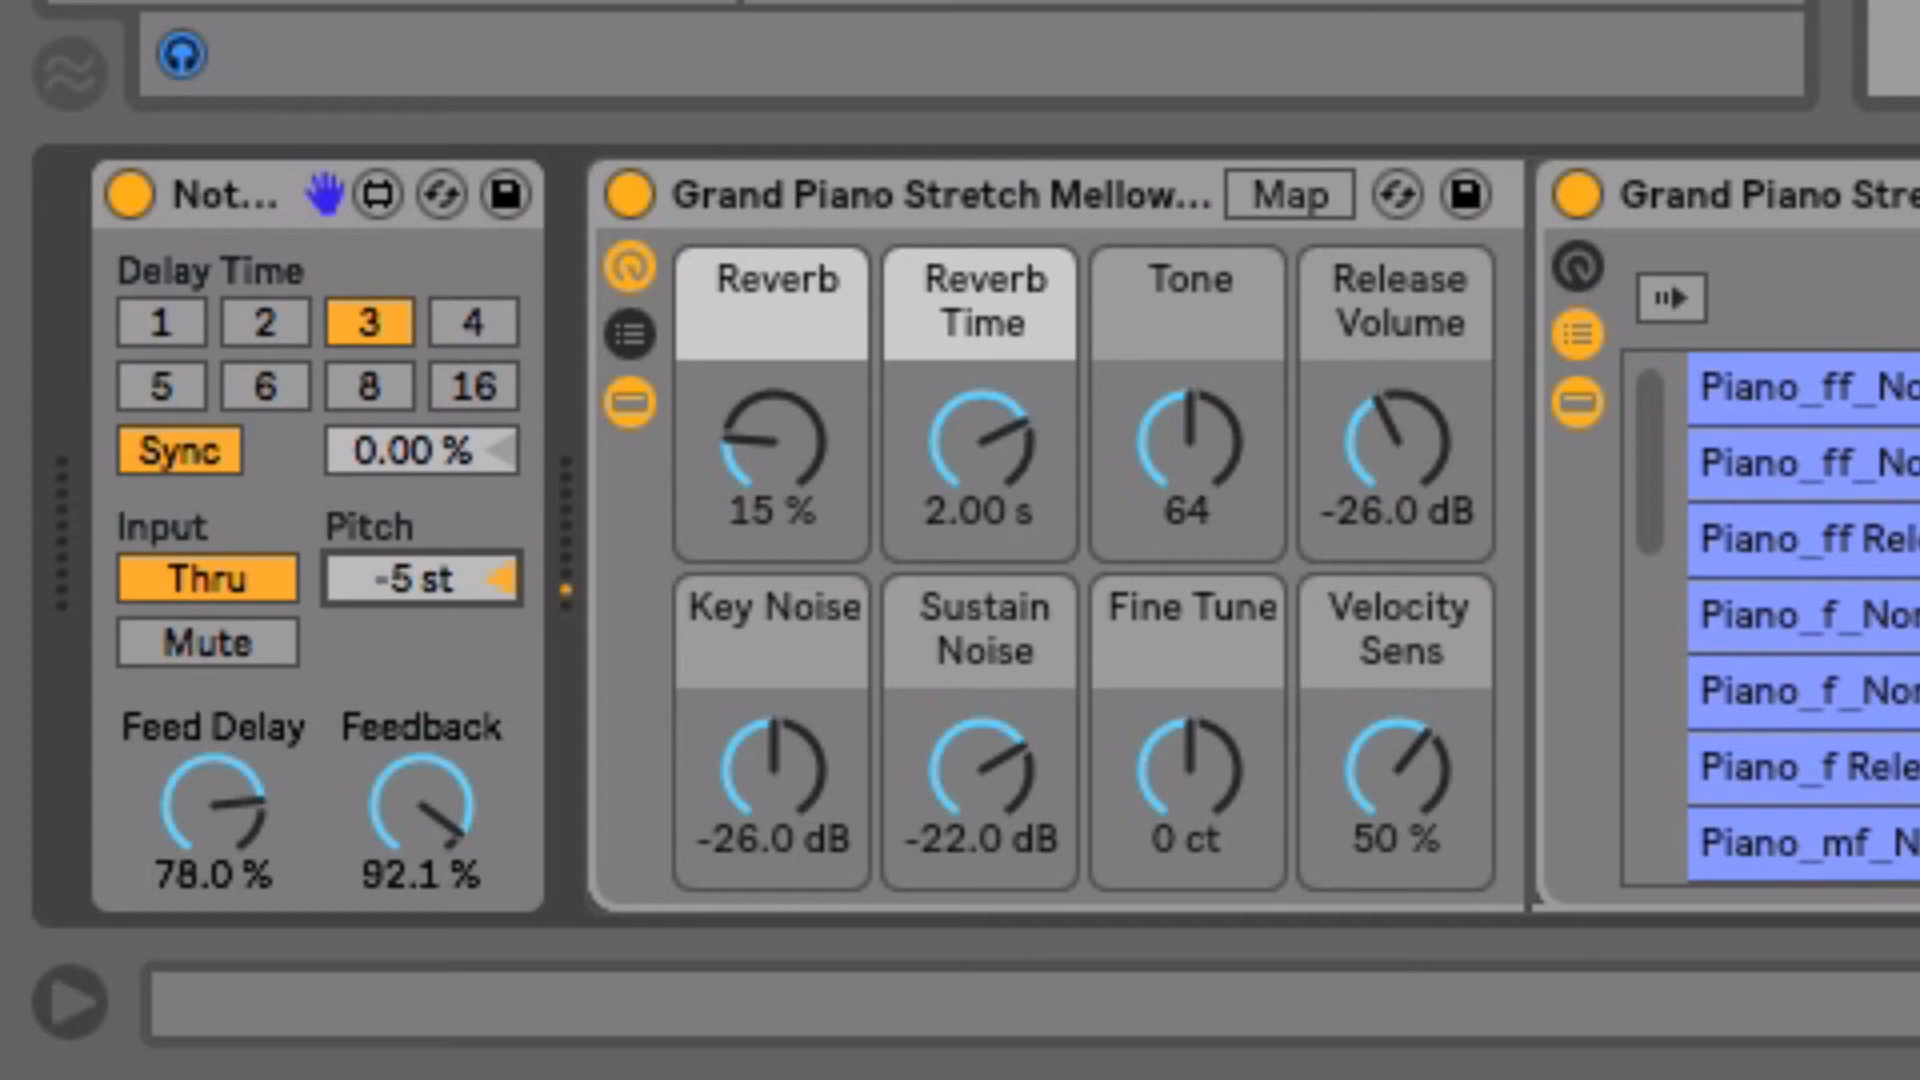 Not...
Delay Time
1 2 3 4
5 6 8 16
Sync 0.00 %
Input Pitch
Thru -5 st
Mute
Feed Delay Feedback
78.0 % 92.1 %
Grand Piano Stretch Mellow... Map
Reverb Reverb Time Tone Release Volume
15 % 2.00 s 64 -26.0 dB
Key Noise Sustain Noise Fine Tune Velocity Sens
-26.0 dB -22.0 dB 0 ct 50 %
Grand Piano Stre
Piano_ff_No
Piano_ff_No
Piano_ff Rele
Piano_f_Nor
Piano_f_Nor
Piano_f Rele
Piano_mf_N